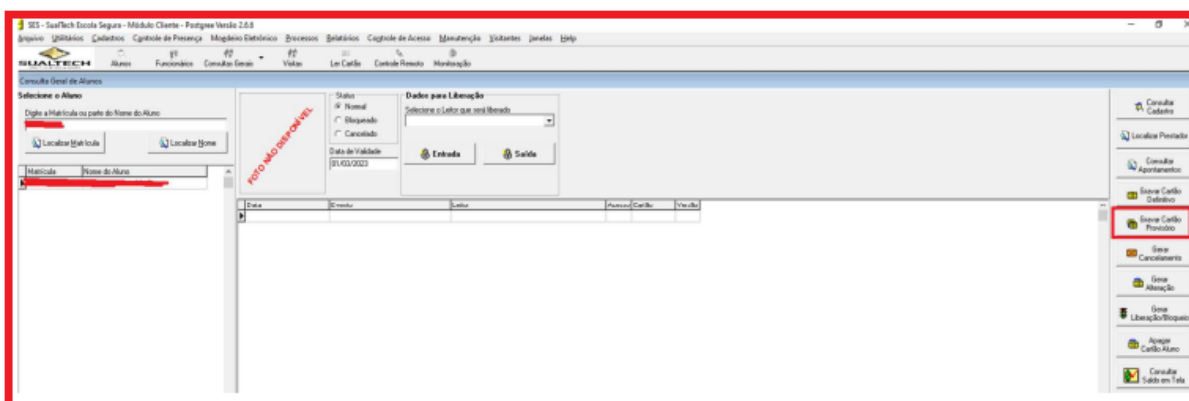 SES - SualTech Escola Segura - Módulo Cliente - Postgree Versão 2.6.8
Arquivo Utilitários Cadastros Controle de Presença Mogdeiro Eletrônico Processos Relatórios Controle de Acesso Manutenção Visitantes Janelas Help
SUALTECH Alunos Funcionários Consultas Gerais Visitas Ler Cartão Controle Remoto Monitoração
Consulta Geral de Alunos
Selecione o Aluno
Digite a Matrícula ou parte do Nome do Aluno
Localizar Matrícula
Localizar Nome
Matrícula Nome do Aluno
FOTO NÃO DISPONÍVEL
Status
Normal
Bloqueado
Cancelado
Data de Validade
01/03/2023
Dados para Liberação
Selecione o Leitor que será liberado
Entrada
Saída
Data Evento Leitor Acesso Cartão Versão
Consultar
Cadastro
Localizar Prestador
Consultar
Apontamentos
Gravar Cartão
Definitivo
Gravar Cartão
Provisório
Gerar
Cancelamento
Gerar
Alteração
Gerar
Liberação/Bloqueio
Apagar
Cartão Aluno
Consultar
Saldo em Tela